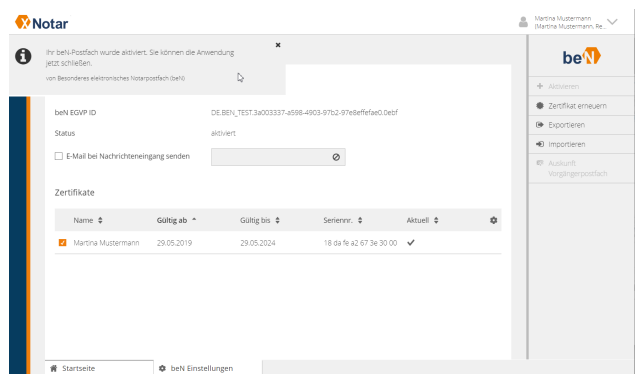 XNotar
Martina Mustermann
(Martina Mustermann, Re...
Ihr beN-Postfach wurde aktiviert. Sie können die Anwendung
jetzt schließen.
von Besonderes elektronisches Notarpostfach (beN)
beN
Aktivieren
Zertifikat erneuern
Exportieren
Importieren
Auskunft
Vorgängerpostfach
beN EGVP ID DE.BEN_TEST.3a003337-a598-4903-97b2-97e8effefae0.0ebf
Status aktiviert
E-Mail bei Nachrichteneingang senden
Zertifikate
Name Gültig ab Gültig bis Seriennr. Aktuell
Martina Mustermann 29.05.2019 29.05.2024 18 da fe a2 67 3e 30 00
Startseite beN Einstellungen